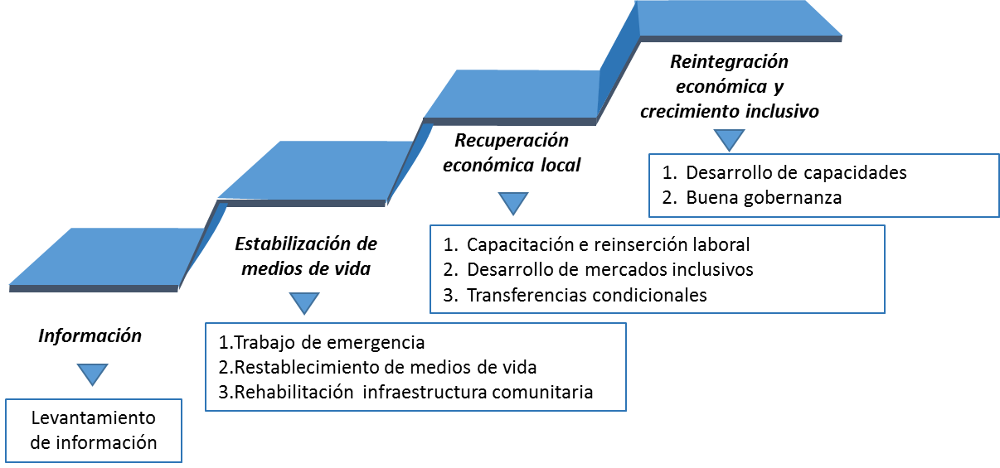 Información
Levantamiento
de información
Estabilización de
medios de vida
1.Trabajo de emergencia
2.Restablecimiento de medios de vida
3.Rehabilitación infraestructura comunitaria
Recuperación
económica local
1. Capacitación e reinserción laboral
2. Desarrollo de mercados inclusivos
3. Transferencias condicionales
Reintegración
económica y
crecimiento inclusivo
1. Desarrollo de capacidades
2. Buena gobernanza